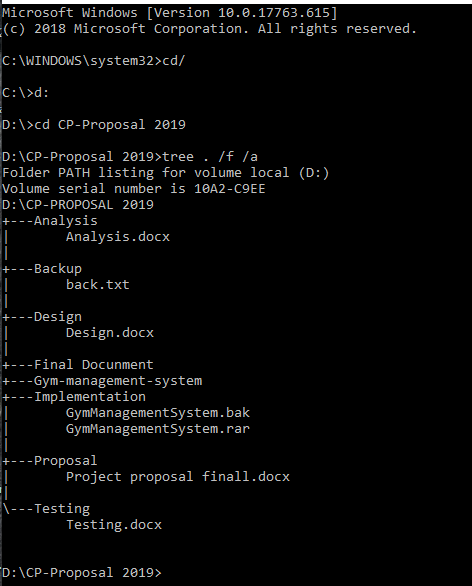 Microsoft Windows [Version 10.0.17763.615]
(c) 2018 Microsoft Corporation. All rights reserved.
C:\WINDOWS\system32>cd/
C:\>d:
D:\>cd CP-Proposal 2019
D:\CP-Proposal 2019>tree . /f /a
Folder PATH listing for volume local (D:)
Volume serial number is 10A2-C9EE
D:\CP-PROPOSAL 2019
+---Analysis
|       Analysis.docx
|
+---Backup
|       back.txt
|
+---Design
|       Design.docx
|
+---Final Docunment
+---Gym-management-system
+---Implementation
|       GymManagementSystem.bak
|       GymManagementSystem.rar
|
+---Proposal
|       Project proposal finall.docx
|
\---Testing
        Testing.docx
D:\CP-Proposal 2019>